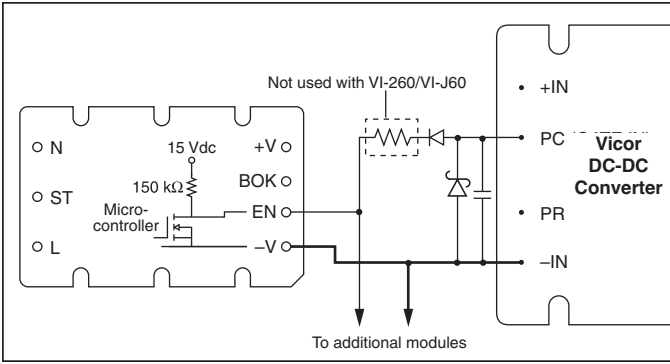 Not used with VI-260/VI-J60
+IN
PC
Vicor
DC-DC
Converter
PR
–IN
N
ST
L
15 Vdc
150 kΩ
Micro-
controller
+V
BOK
EN
–V
To additional modules